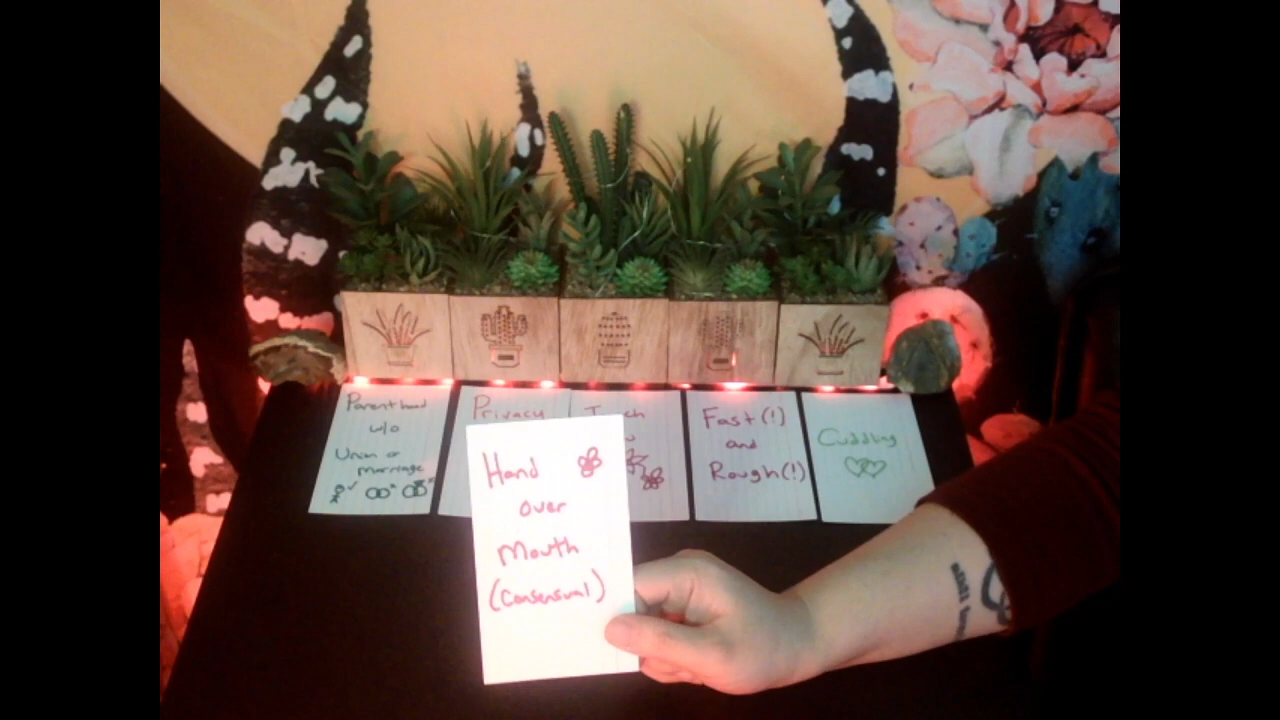 Parenthood
w/o
Union or
marriage
Privacy
Touch
Fast(!)
and
Rough(!)
Cuddling
Hand
over
Mouth
(Consensual)